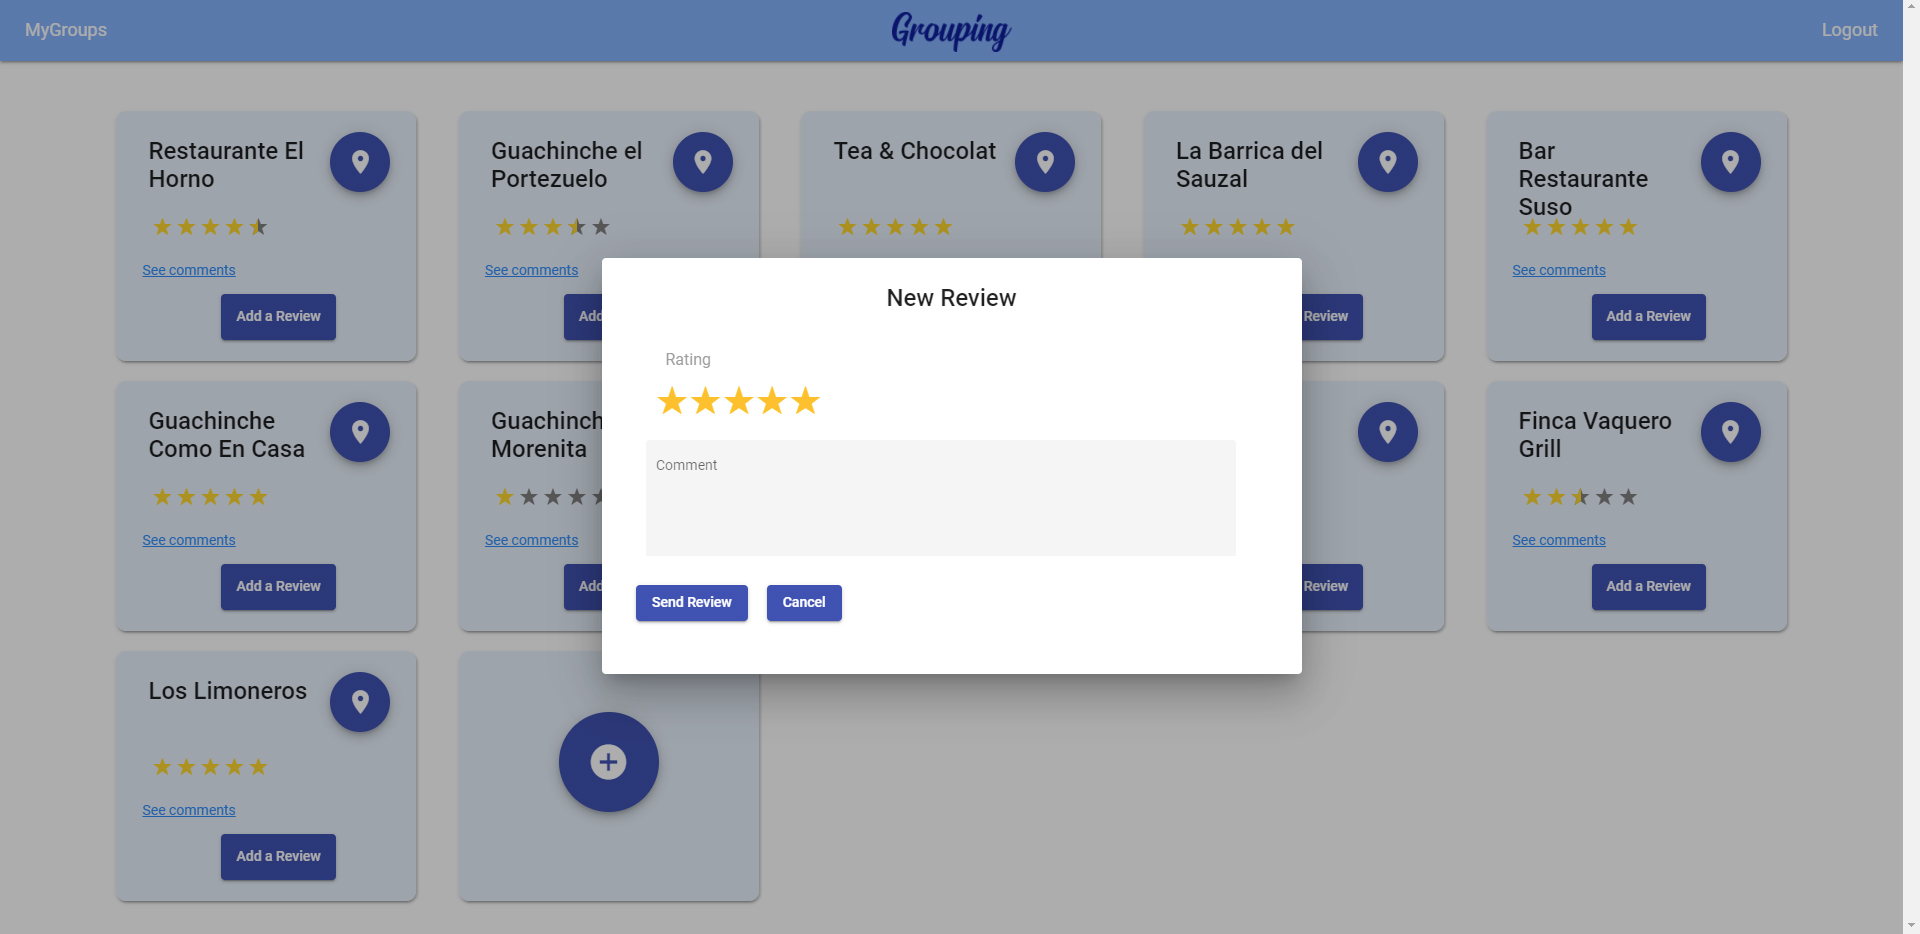 MyGroups
Grouping
Logout
Restaurante El
Horno
See comments
Add a Review
Guachinche el
Portezuelo
See comments
Tea & Chocolat
La Barrica del
Sauzal
Review
Bar
Restaurante
Suso
See comments
Add a Review
New Review
Rating
Comment
Send Review
Cancel
Guachinche
Como En Casa
See comments
Add a Review
Morenita
See comments
Review
Finca Vaquero
Grill
See comments
Add a Review
Los Limoneros
See comments
Add a Review